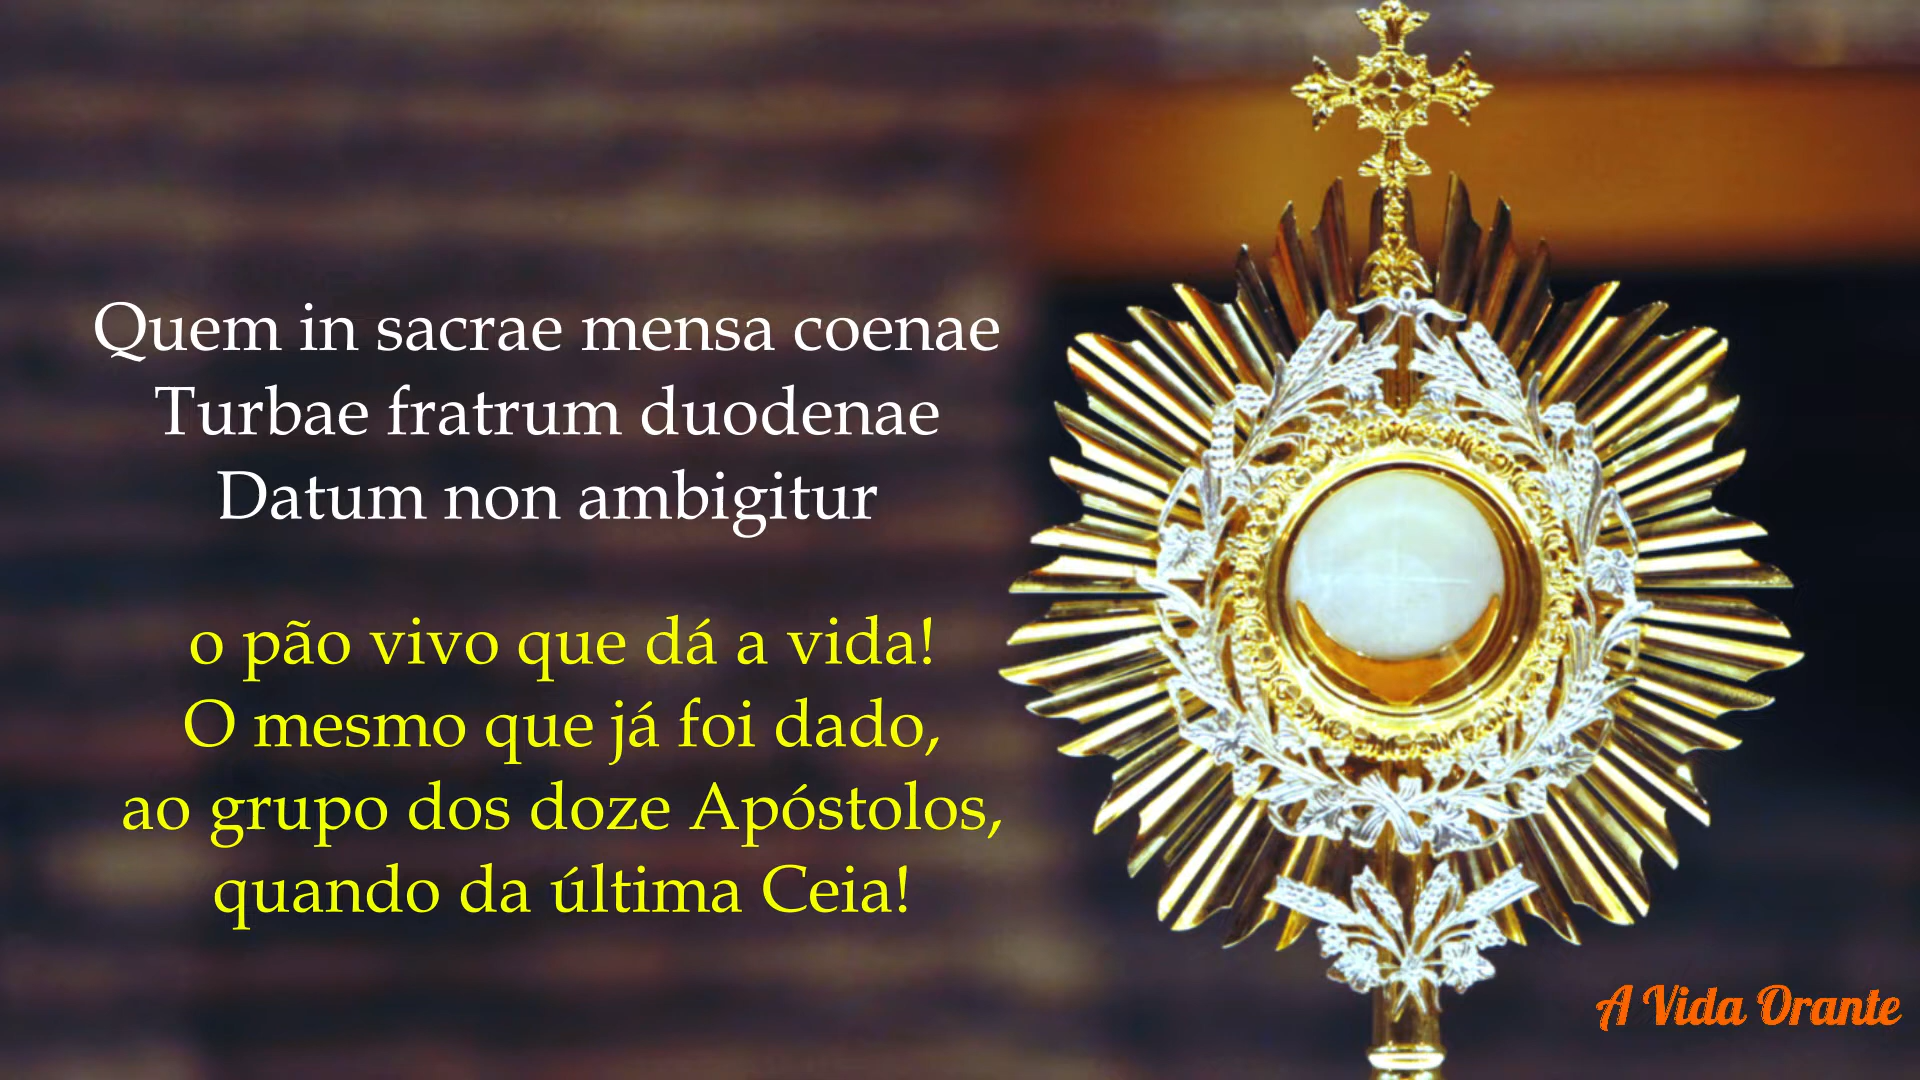 Quem in sacrae mensa coenae
Turbae fratrum duodenae
Datum non ambigitur
o pão vivo que dá a vida!
O mesmo que já foi dado,
ao grupo dos doze Apóstolos,
quando da última Ceia!
A Vida Orante